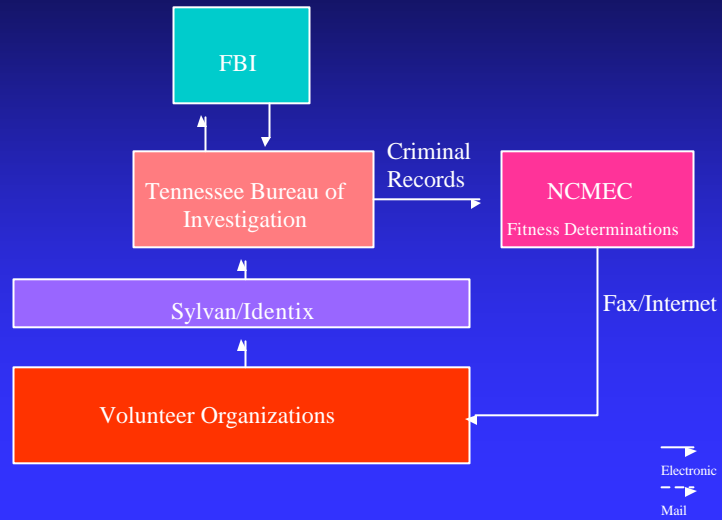 FBI
Criminal
Records
Tennessee Bureau of
Investigation
NCMEC
Fitness Determinations
Sylvan/Identix
Fax/Internet
Volunteer Organizations
Electronic
Mail